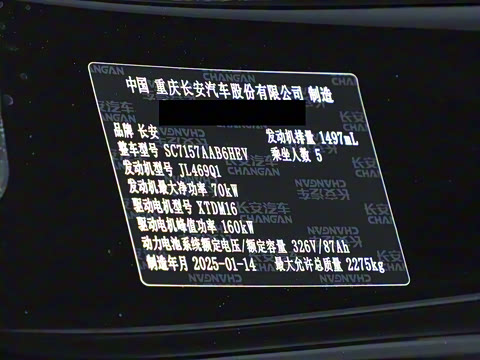 中国 重庆长安汽车股份有限公司 制造
品牌 长安 发动机排量 1497mL
整车型号 SC7157AAB6HEV 乘坐人数 5
发动机型号 JL469Q1
发动机最大净功率 70kW
驱动电机型号 XTDM16
驱动电机峰值功率 160kW
动力电池系统额定电压/额定容量 326V/87Ah
制造年月 2025-01-14 最大允许总质量 2275kg